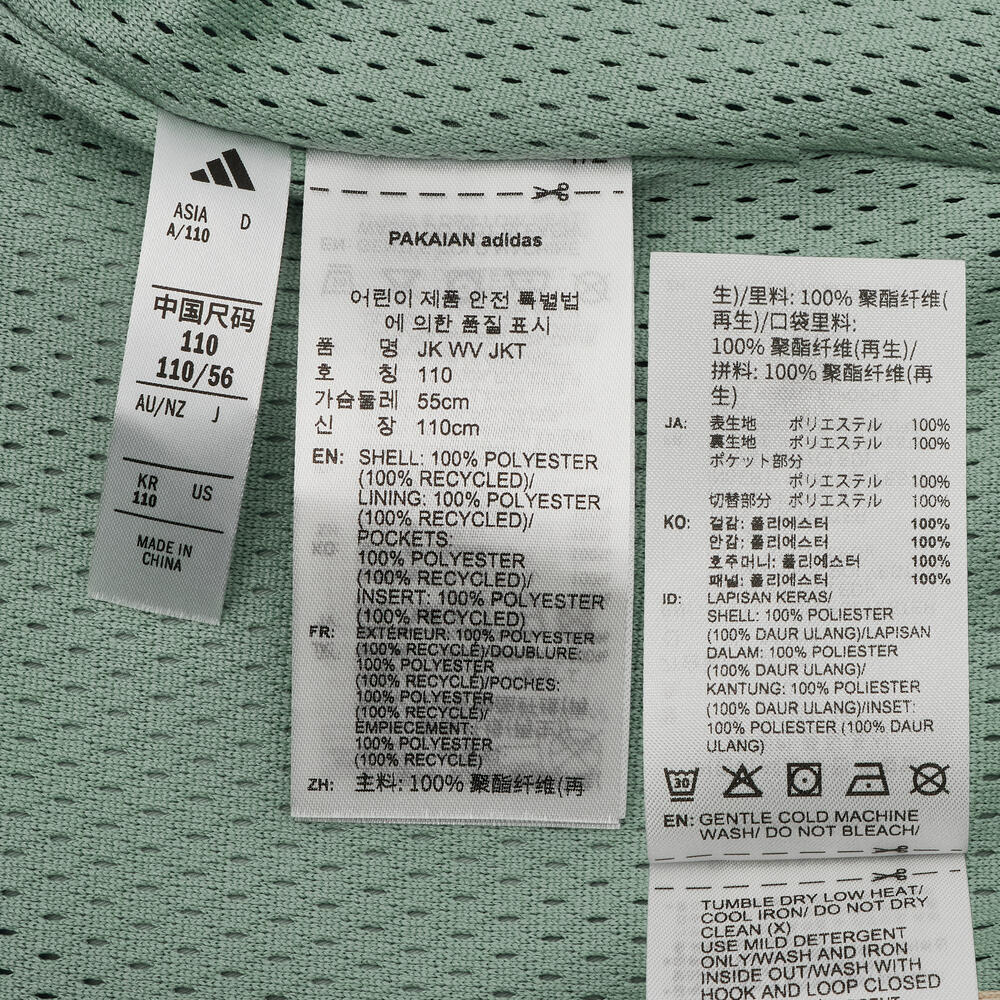 ASIA D
A/110
中国尺码
110
110/56
AU/NZ J
KR US
110
MADE IN
CHINA
PAKAIAN adidas
어린이 제품 안전 특별법
에 의한 품질 표시
품 명 JK WV JKT
호 칭 110
가슴둘레 55cm
신 장 110cm
EN: SHELL: 100% POLYESTER
(100% RECYCLED)/
LINING: 100% POLYESTER
(100% RECYCLED)/
POCKETS:
100% POLYESTER
(100% RECYCLED)/
INSERT: 100% POLYESTER
(100% RECYCLED)
FR: EXTÉRIEUR: 100% POLYESTER
(100% RECYCLÉ)/DOUBLURE:
100% POLYESTER
(100% RECYCLÉ)/POCHES:
100% POLYESTER
(100% RECYCLÉ)/
EMPIECEMENT:
100% POLYESTER
(100% RECYCLÉ)
ZH: 主料: 100% 聚酯纤维(再
生)/里料: 100% 聚酯纤维(
再生)/口袋里料:
100% 聚酯纤维(再生)/
拼料: 100% 聚酯纤维(再
生)
JA: 表生地 ポリエステル 100%
裏生地 ポリエステル 100%
ポケット部分
ポリエステル 100%
切替部分 ポリエステル 100%
KO: 겉감: 폴리에스터 100%
안감: 폴리에스터 100%
호주머니: 폴리에스터 100%
패널: 폴리에스터 100%
ID: LAPISAN KERAS/
SHELL: 100% POLIESTER
(100% DAUR ULANG)/LAPISAN
DALAM: 100% POLIESTER
(100% DAUR ULANG)/
KANTUNG: 100% POLIESTER
(100% DAUR ULANG)/INSET:
100% POLIESTER (100% DAUR
ULANG)
30
EN: GENTLE COLD MACHINE
WASH/ DO NOT BLEACH/
TUMBLE DRY LOW HEAT/
COOL IRON/ DO NOT DRY
CLEAN (X)
USE MILD DETERGENT
ONLY/WASH AND IRON
INSIDE OUT/WASH WITH
HOOK AND LOOP CLOSED